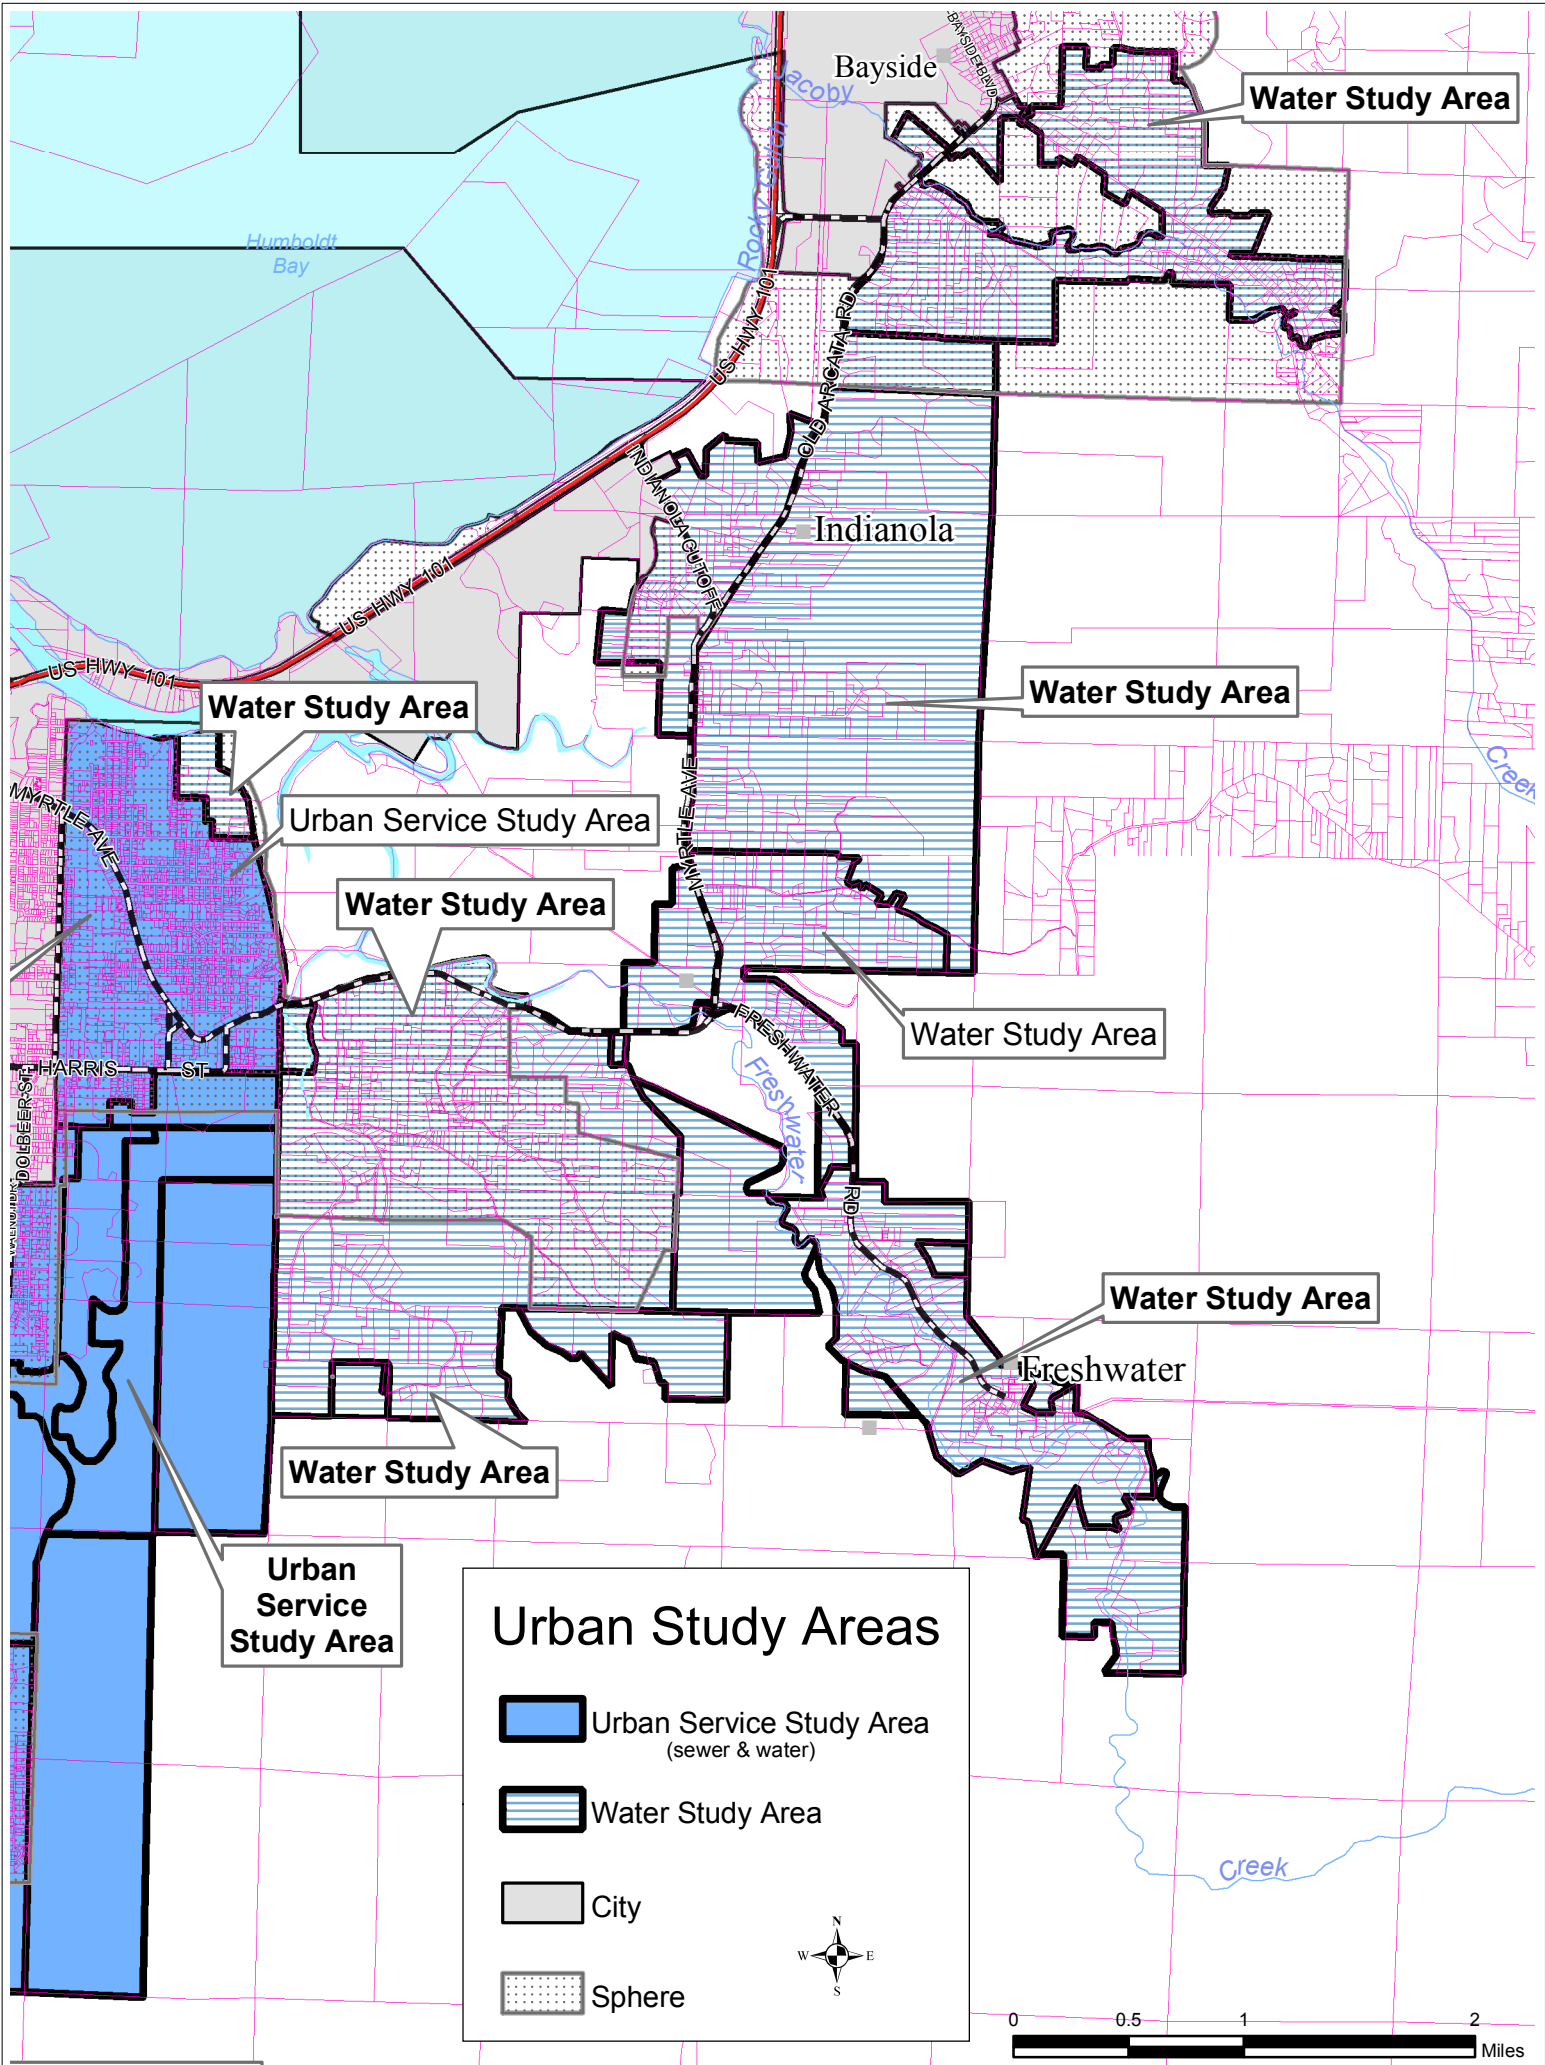 Bayside
BAYSIDE BLVD
Jacoby
Water Study Area
Rocky Gulch
Humboldt
Bay
US HWY 101
OLD ARCATA RD
INDIANOLA CUTOFF
Indianola
US HWY 101
US HWY 101
Water Study Area
Water Study Area
Creek
MYRTLE AVE
Urban Service Study Area
MYRTLE AVE
Water Study Area
Water Study Area
FRESHWATER
Freshwater
HARRIS ST
DOLBEER ST
RD
Water Study Area
Freshwater
Water Study Area
Urban
Service
Study Area
Urban Study Areas
Urban Service Study Area
(sewer & water)
Water Study Area
City
Sphere
N
W E
S
Creek
0 0.5 1 2
Miles